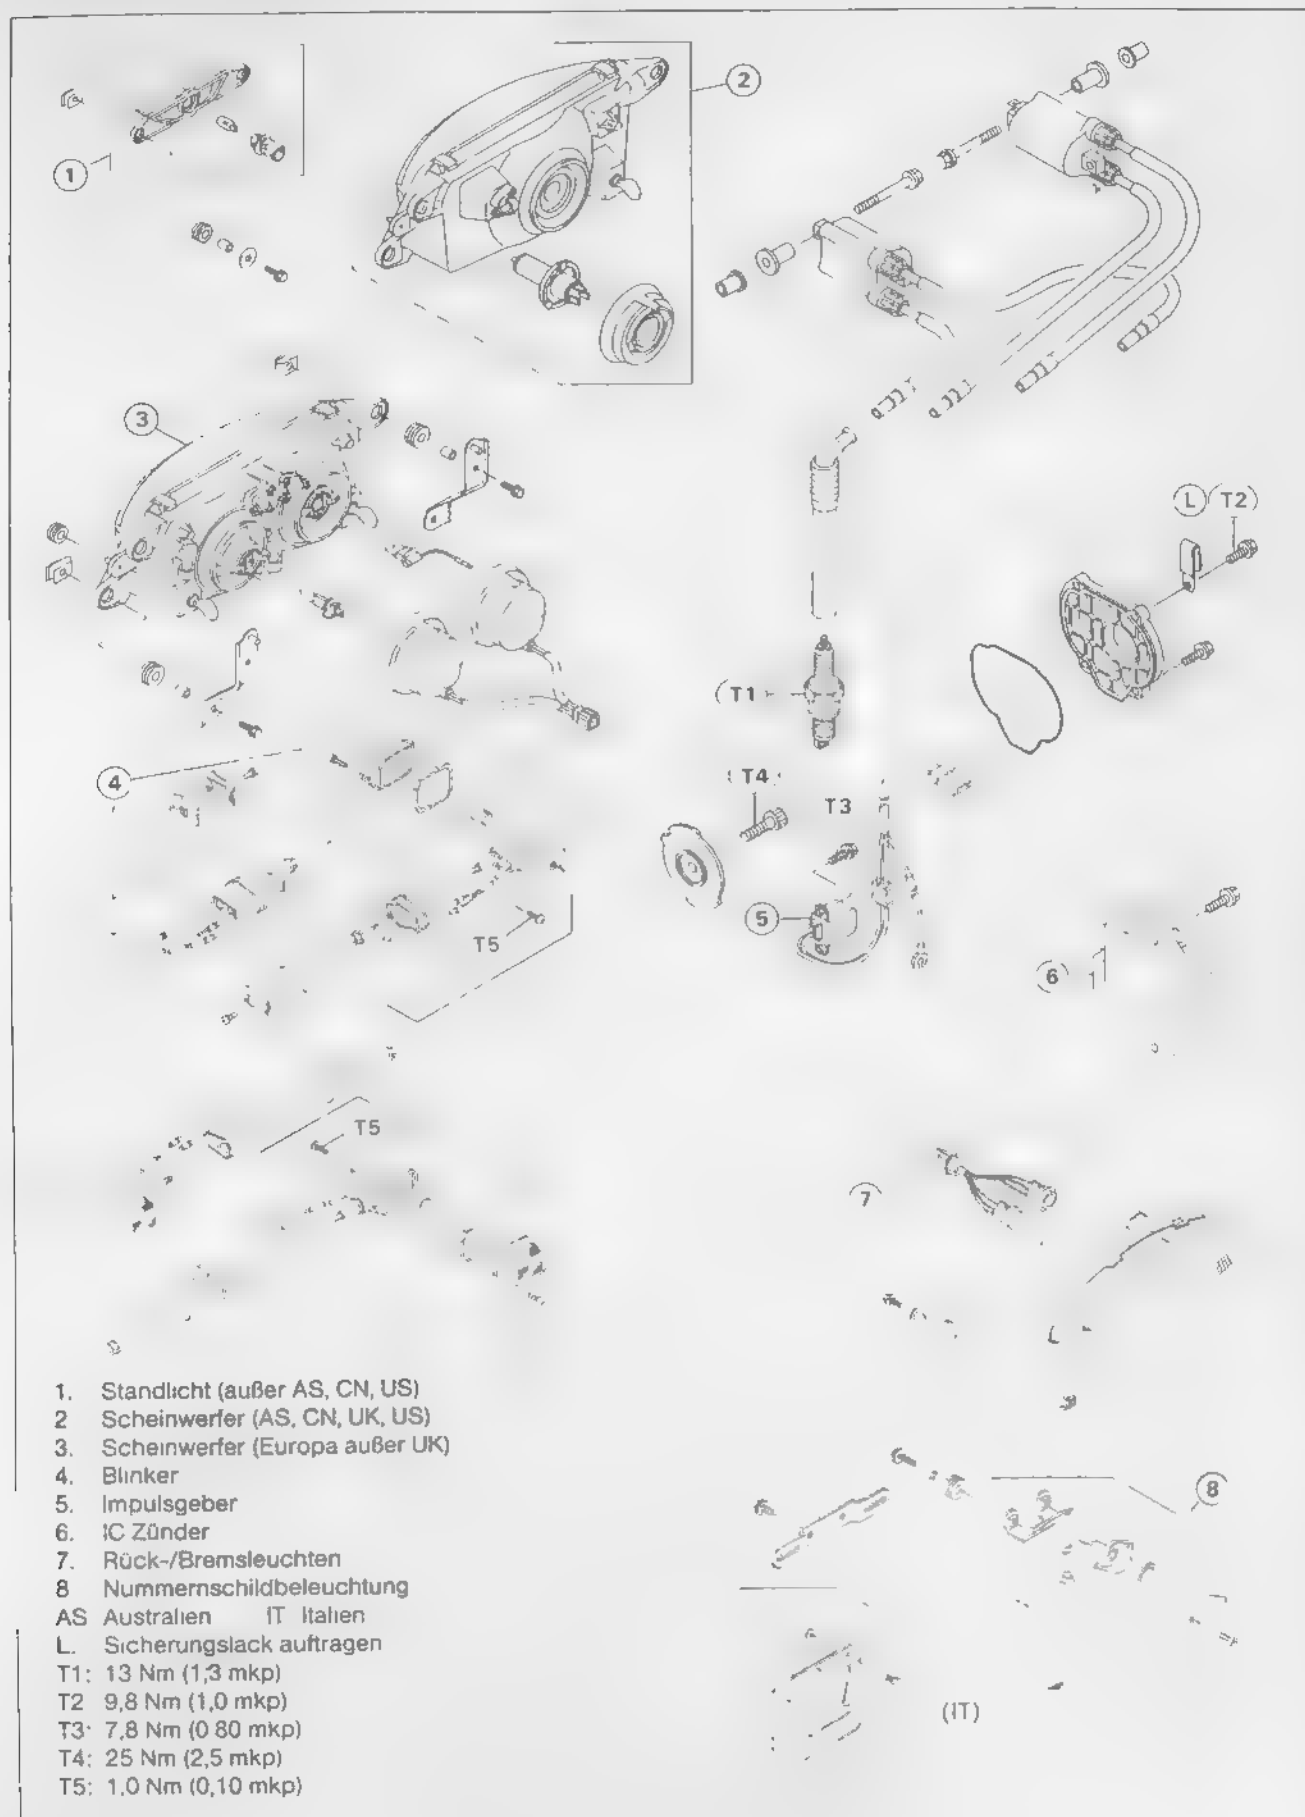 1
2
3
L T2
T1
T4
T3
4
5
T5
6
T5
7
8
(IT)
1. Standlicht (außer AS, CN, US)
2 Scheinwerfer (AS, CN, UK, US)
3. Scheinwerfer (Europa außer UK)
4. Blinker
5. Impulsgeber
6. IC Zünder
7. Rück-/Bremsleuchten
8 Nummernschildbeleuchtung
AS Australien IT Italien
L. Sicherungslack auftragen
T1: 13 Nm (1,3 mkp)
T2 9,8 Nm (1,0 mkp)
T3: 7,8 Nm (0 80 mkp)
T4: 25 Nm (2,5 mkp)
T5: 1,0 Nm (0,10 mkp)